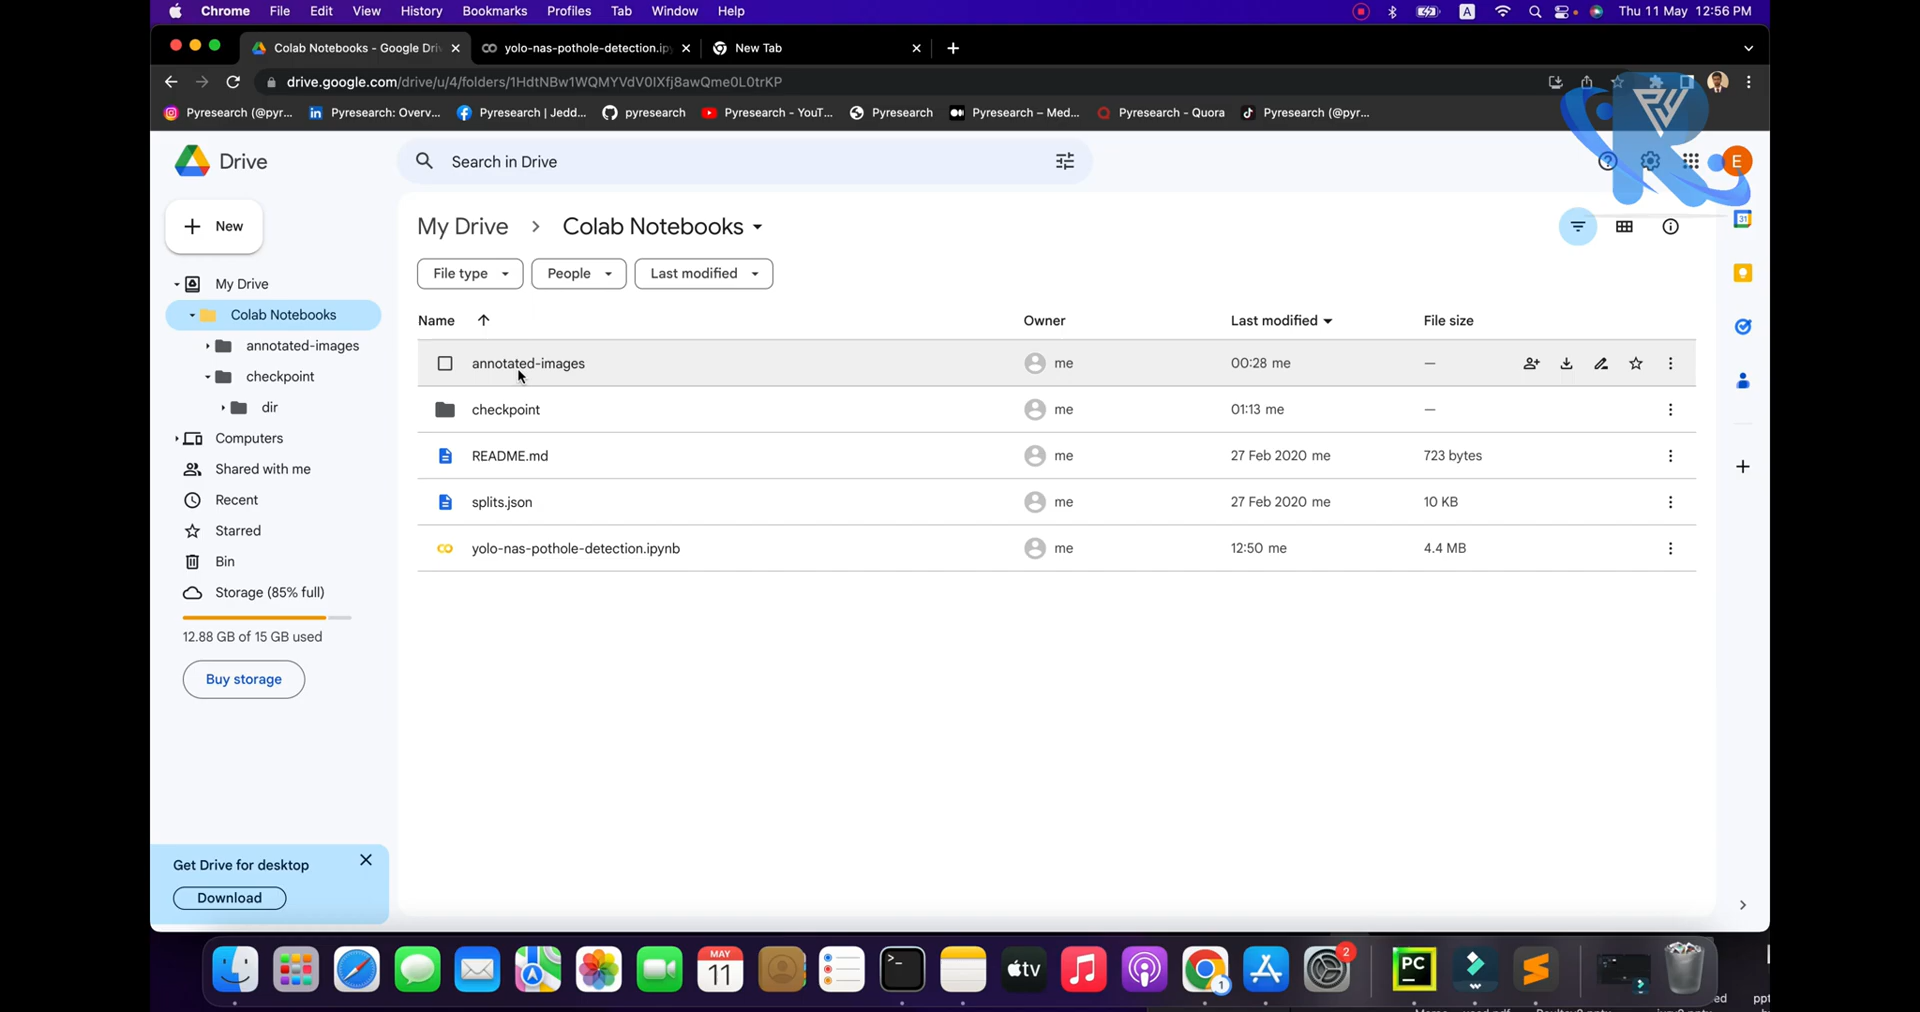 Chrome File Edit View History Bookmarks Profiles Tab Window Help
A
Thu 11 May 12:56 PM
Colab Notebooks - Google Driv
yolo-nas-pothole-detection.ip
New Tab
drive.google.com/drive/u/4/folders/1HdtNBw1WQMYVdV0IXfj8awQme0L0trKP
Pyresearch (@pyr...
Pyresearch: Overv...
Pyresearch | Jedd...
pyresearch
Pyresearch - YouT...
Pyresearch
Pyresearch – Med...
Pyresearch - Quora
Pyresearch (@pyr...
Drive
Search in Drive
E
New
My Drive
Colab Notebooks
annotated-images
checkpoint
dir
Computers
Shared with me
Recent
Starred
Bin
Storage (85% full)
12.88 GB of 15 GB used
Buy storage
Get Drive for desktop
Download
My Drive > Colab Notebooks
File type People Last modified
31
Name Owner Last modified File size
annotated-images me 00:28 me —
checkpoint me 01:13 me —
README.md me 27 Feb 2020 me 723 bytes
splits.json me 27 Feb 2020 me 10 KB
yolo-nas-pothole-detection.ipynb me 12:50 me 4.4 MB
MAY
11
tv
1
2
PC